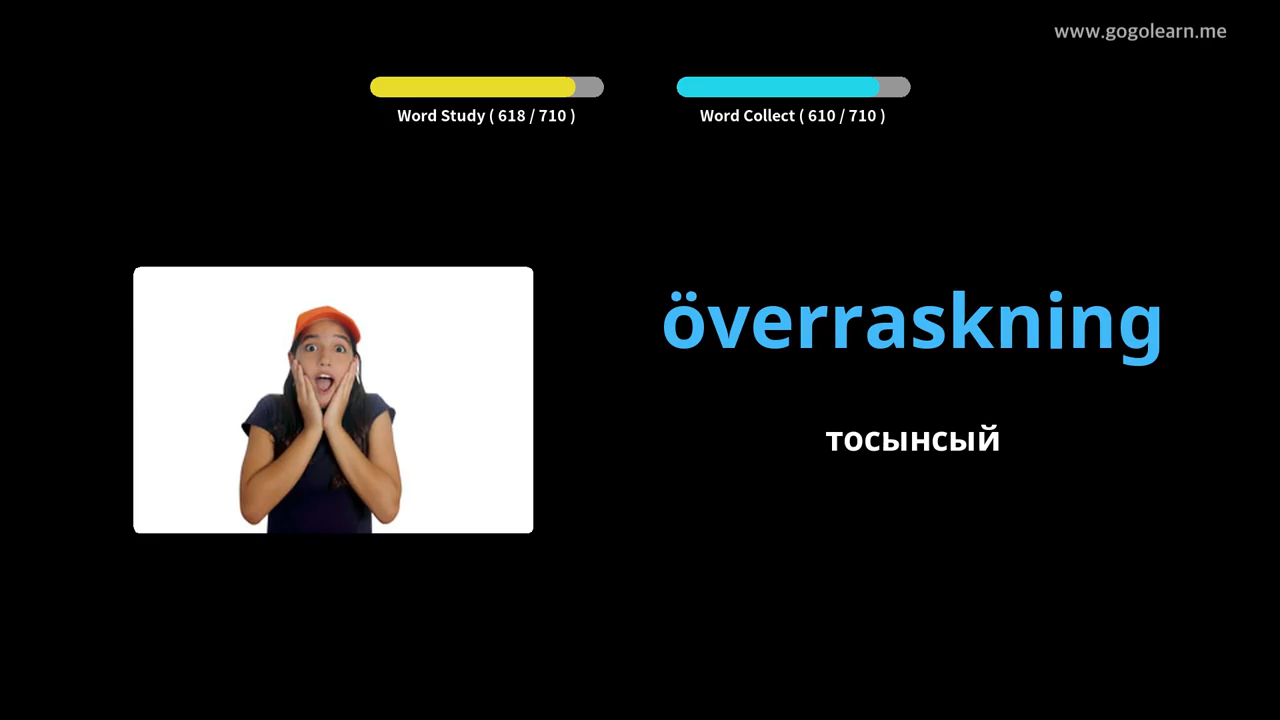 www.gogolearn.me
Word Study ( 618 / 710 )
Word Collect ( 610 / 710 )
överraskning
тосынсый